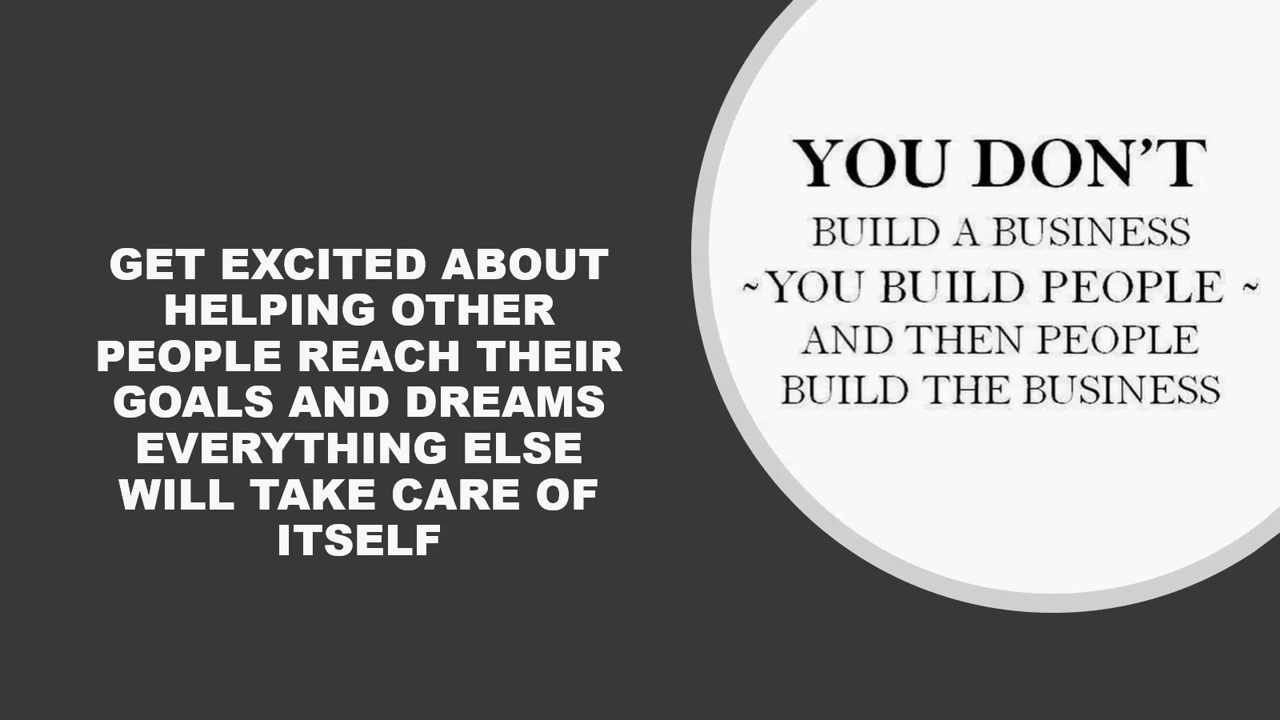 GET EXCITED ABOUT
HELPING OTHER
PEOPLE REACH THEIR
GOALS AND DREAMS
EVERYTHING ELSE
WILL TAKE CARE OF
ITSELF
YOU DON'T
BUILD A BUSINESS
~YOU BUILD PEOPLE ~
AND THEN PEOPLE
BUILD THE BUSINESS